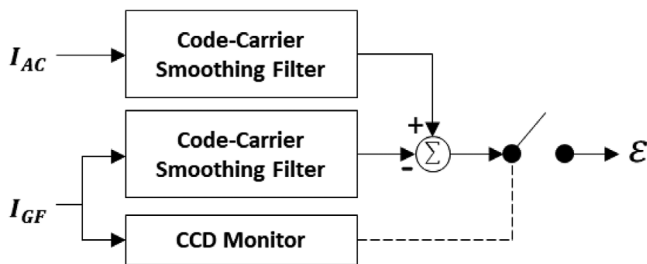 I_AC
Code-Carrier
Smoothing Filter
+
Code-Carrier
Smoothing Filter
-
Σ
ε
I_GF
CCD Monitor